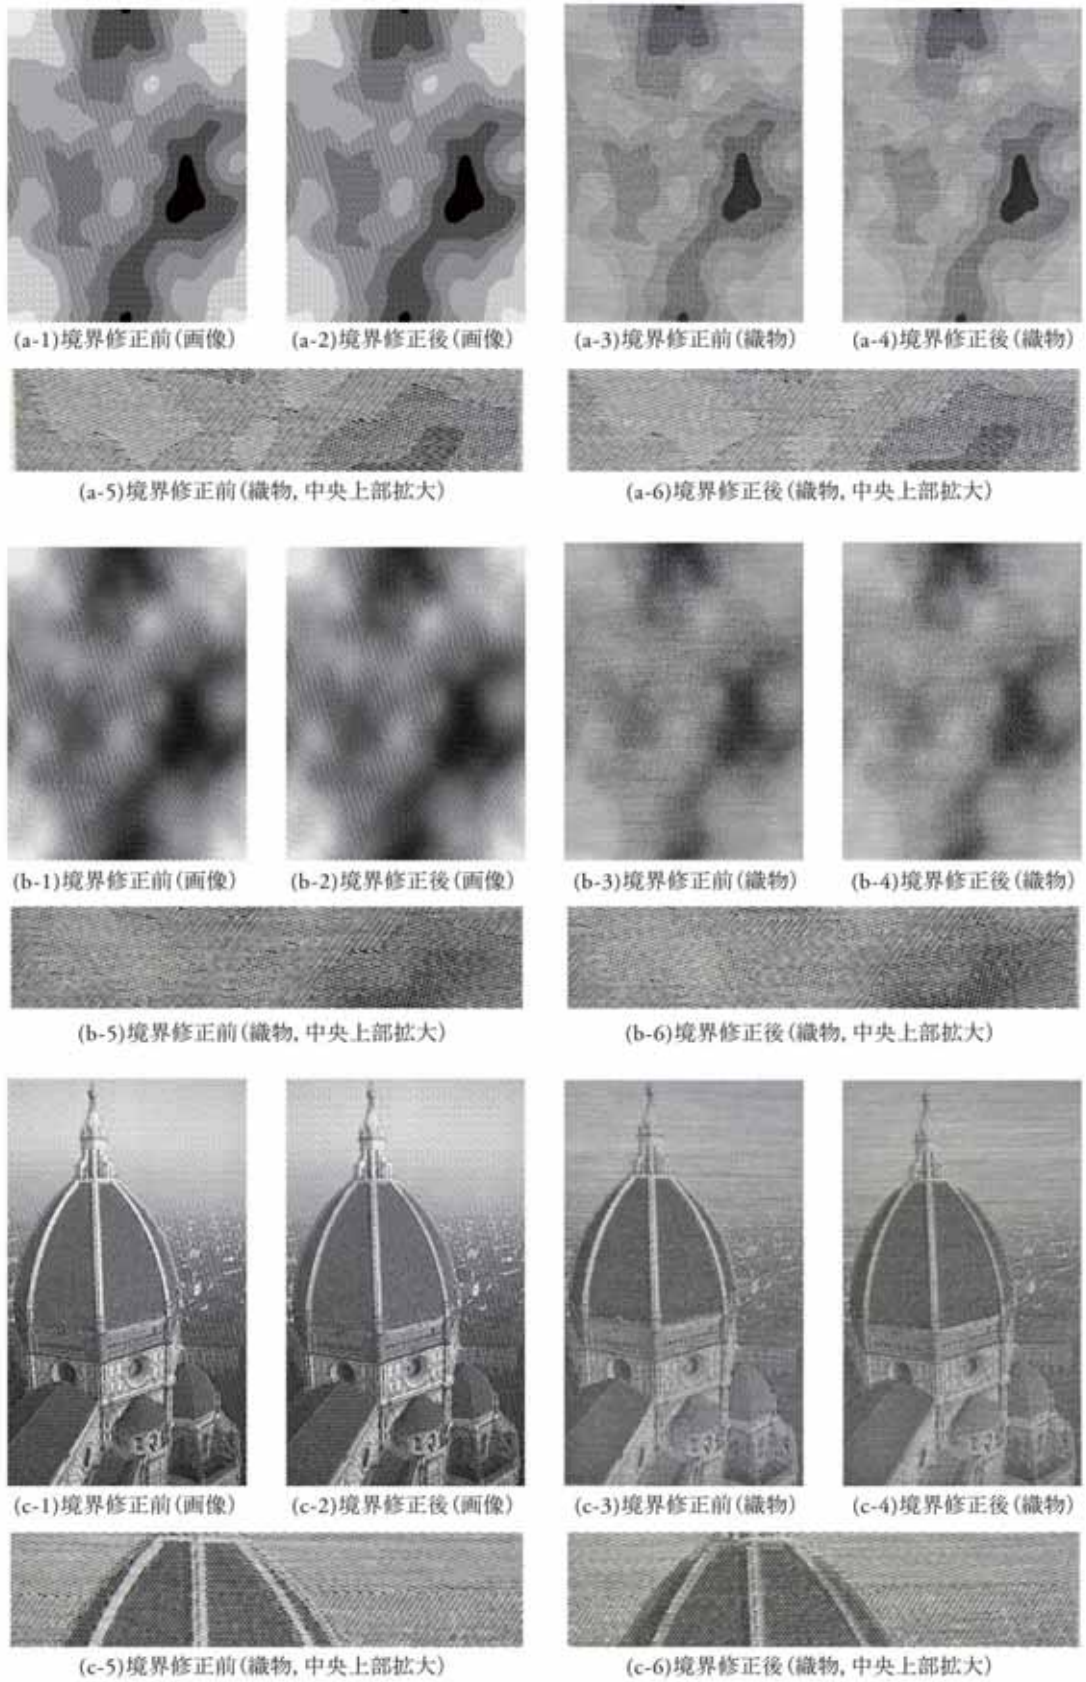 (a-1)境界修正前(画像)
(a-2)境界修正後(画像)
(a-3)境界修正前(織物)
(a-4)境界修正後(織物)
(a-5)境界修正前(織物, 中央上部拡大)
(a-6)境界修正後(織物, 中央上部拡大)
(b-1)境界修正前(画像)
(b-2)境界修正後(画像)
(b-3)境界修正前(織物)
(b-4)境界修正後(織物)
(b-5)境界修正前(織物, 中央上部拡大)
(b-6)境界修正後(織物, 中央上部拡大)
(c-1)境界修正前(画像)
(c-2)境界修正後(画像)
(c-3)境界修正前(織物)
(c-4)境界修正後(織物)
(c-5)境界修正前(織物, 中央上部拡大)
(c-6)境界修正後(織物, 中央上部拡大)